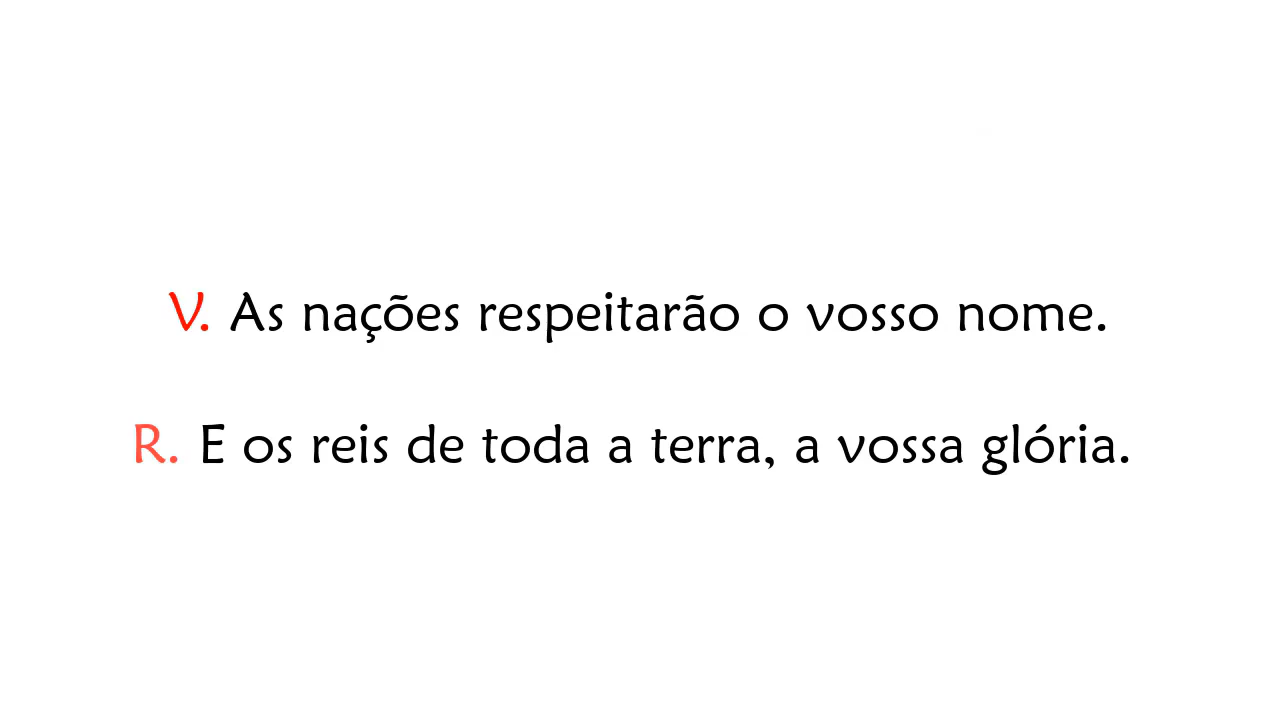 V. As nações respeitarão o vosso nome.
R. E os reis de toda a terra, a vossa glória.